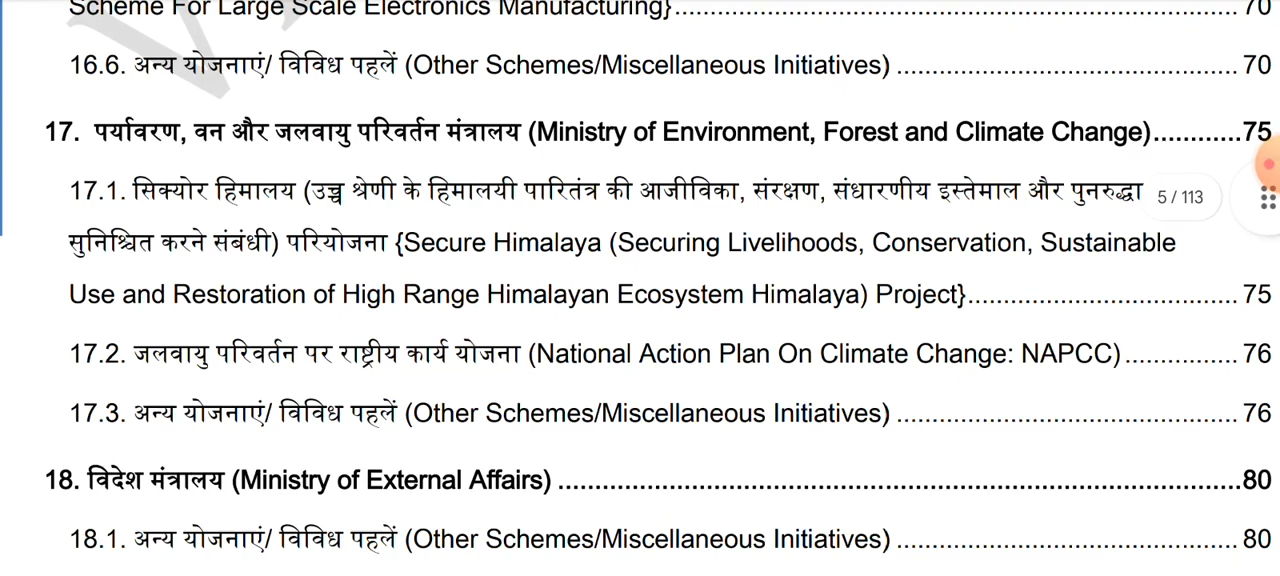 Scheme For Large Scale Electronics Manufacturing}.......................................................................... 70
16.6. अन्य योजनाएं/ विविध पहलें (Other Schemes/Miscellaneous Initiatives) ............................................... 70
17. पर्यावरण, वन और जलवायु परिवर्तन मंत्रालय (Ministry of Environment, Forest and Climate Change)............75
17.1. सिक्योर हिमालय (उच्च श्रेणी के हिमालयी पारितंत्र की आजीविका, संरक्षण, संधारणीय इस्तेमाल और पुनरुद्धा 5 / 113
सुनिश्चित करने संबंधी) परियोजना {Secure Himalaya (Securing Livelihoods, Conservation, Sustainable
Use and Restoration of High Range Himalayan Ecosystem Himalaya) Project}...................................... 75
17.2. जलवायु परिवर्तन पर राष्ट्रीय कार्य योजना (National Action Plan On Climate Change: NAPCC)................ 76
17.3. अन्य योजनाएं/ विविध पहलें (Other Schemes/Miscellaneous Initiatives) ............................................... 76
18. विदेश मंत्रालय (Ministry of External Affairs) ...................................................................................80
18.1. अन्य योजनाएं/ विविध पहलें (Other Schemes/Miscellaneous Initiatives) ............................................... 80